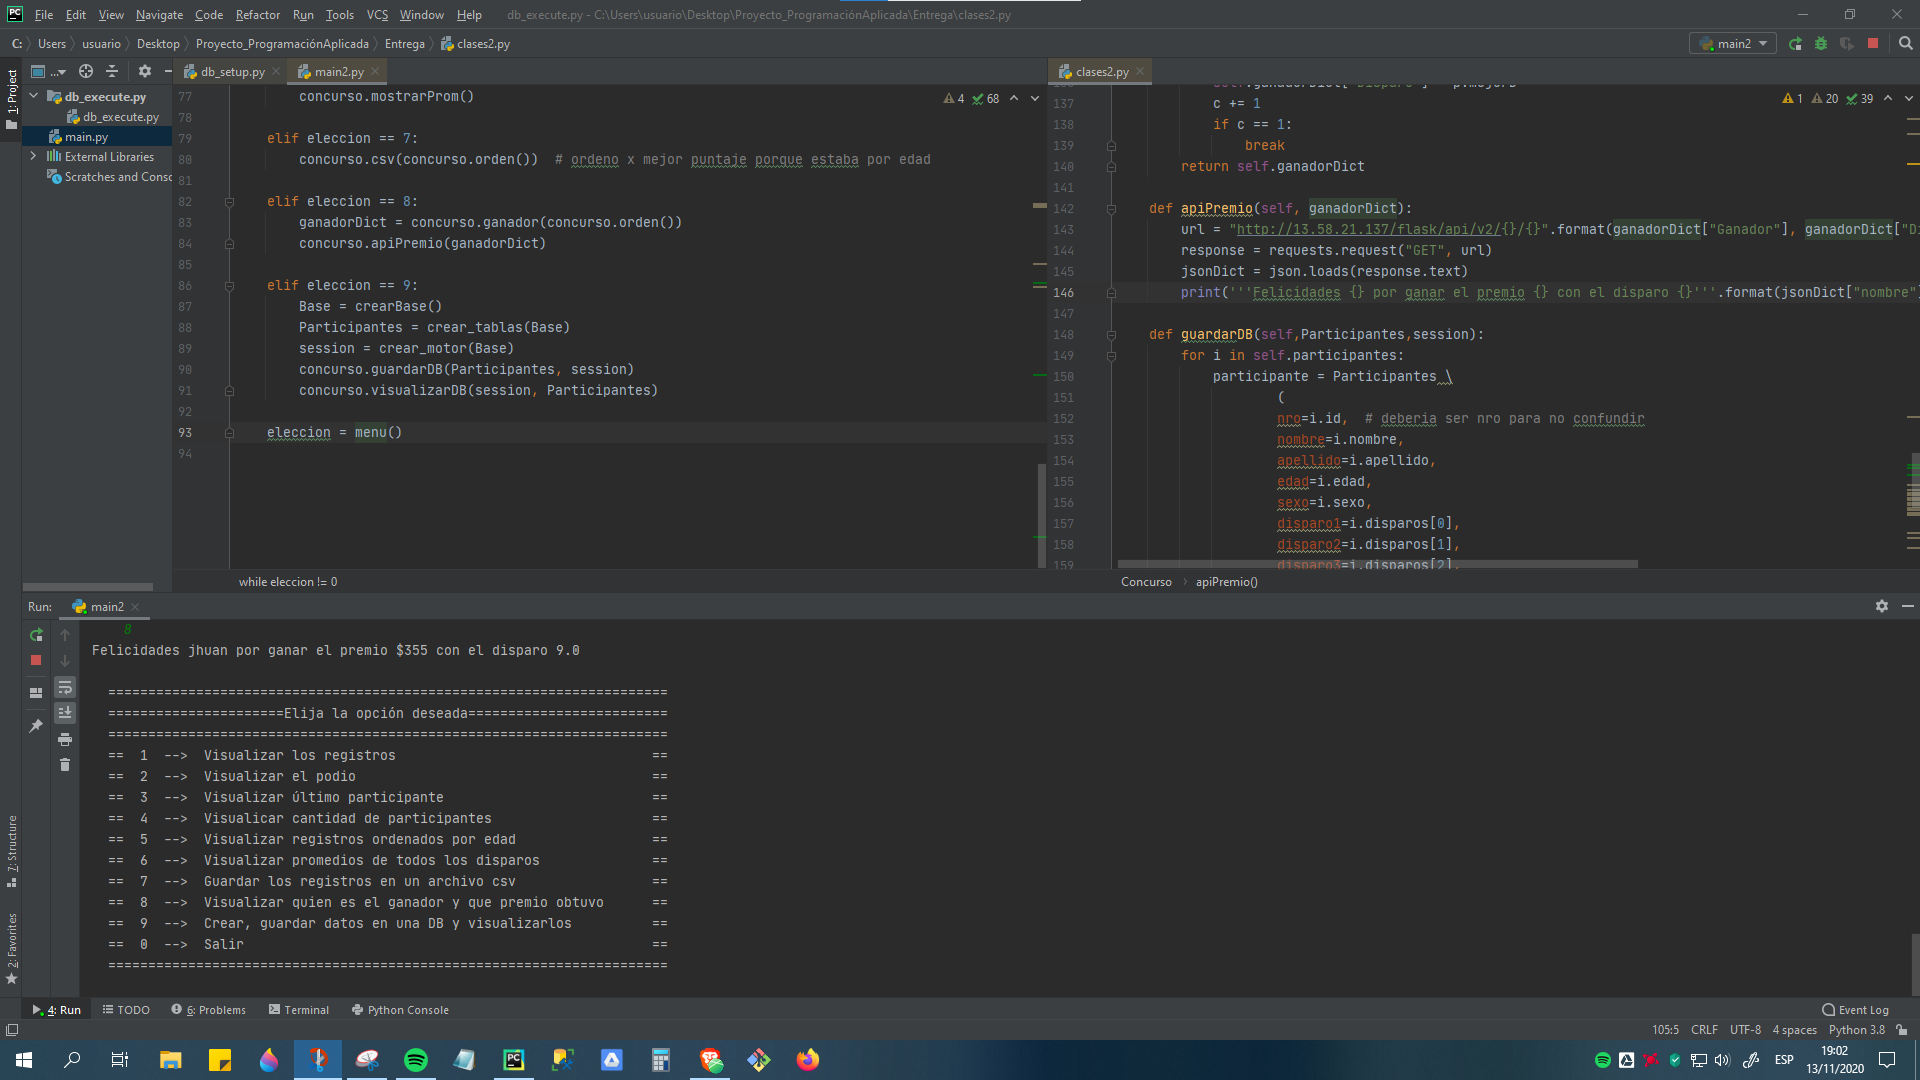 File Edit View Navigate Code Refactor Run Tools VCS Window Help db_execute.py - C:\Users\usuario\Desktop\Proyecto_ProgramaciónAplicada\Entrega\clases2.py
C: Users usuario Desktop Proyecto_ProgramaciónAplicada Entrega clases2.py main2
1: Project
db_execute.py
db_execute.py
main.py
External Libraries
Scratches and Consc
db_setup.py main2.py
4 68
77 concurso.mostrarProm()
78
79 elif eleccion == 7:
80 concurso.csv(concurso.orden()) # ordeno x mejor puntaje porque estaba por edad
81
82 elif eleccion == 8:
83 ganadorDict = concurso.ganador(concurso.orden())
84 concurso.apiPremio(ganadorDict)
85
86 elif eleccion == 9:
87 Base = crearBase()
88 Participantes = crear_tablas(Base)
89 session = crear_motor(Base)
90 concurso.guardarDB(Participantes, session)
91 concurso.visualizarDB(session, Participantes)
92
93 eleccion = menu()
94
while eleccion != 0
clases2.py
1 20 39
137 c += 1
138 if c == 1:
139 break
140 return self.ganadorDict
141
142 def apiPremio(self, ganadorDict):
143 url = "http://13.58.21.137/flask/api/v2/{}/{}".format(ganadorDict["Ganador"], ganadorDict["D
144 response = requests.request("GET", url)
145 jsonDict = json.loads(response.text)
146 print('''Felicidades {} por ganar el premio {} con el disparo {}'''.format(jsonDict["nombre"]
147
148 def guardarDB(self,Participantes,session):
149 for i in self.participantes:
150 participante = Participantes \
151 (
152 nro=i.id, # deberia ser nro para no confundir
153 nombre=i.nombre,
154 apellido=i.apellido,
155 edad=i.edad,
156 sexo=i.sexo,
157 disparo1=i.disparos[0],
158 disparo2=i.disparos[1],
159 disparo3=i.disparos[2],
Concurso apiPremio()
Run: main2
8
Felicidades jhuan por ganar el premio $355 con el disparo 9.0
======================================================================
======================Elija la opción deseada=========================
======================================================================
== 1 --> Visualizar los registros ==
== 2 --> Visualizar el podio ==
== 3 --> Visualizar último participante ==
== 4 --> Visualicar cantidad de participantes ==
== 5 --> Visualizar registros ordenados por edad ==
== 6 --> Visualizar promedios de todos los disparos ==
== 7 --> Guardar los registros en un archivo csv ==
== 8 --> Visualizar quien es el ganador y que premio obtuvo ==
== 9 --> Crear, guardar datos en una DB y visualizarlos ==
== 0 --> Salir ==
======================================================================
7: Structure
2: Favorites
4: Run TODO 6: Problems Terminal Python Console Event Log
105:5 CRLF UTF-8 4 spaces Python 3.8
ESP 19:02
13/11/2020